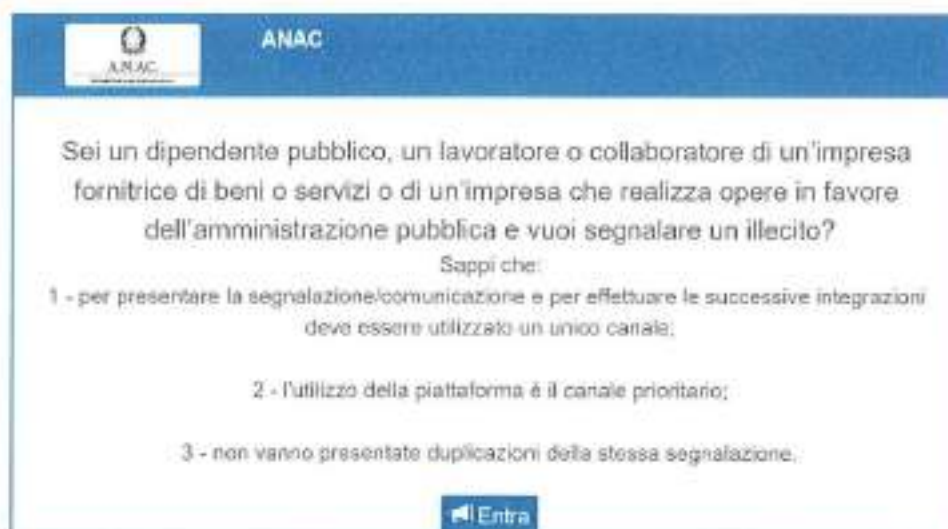 ANAC
A.N.AC.
Sei un dipendente pubblico, un lavoratore o collaboratore di un'impresa
fornitrice di beni o servizi o di un'impresa che realizza opere in favore
dell'amministrazione pubblica e vuoi segnalare un illecito?
Sappi che:
1 - per presentare la segnalazione/comunicazione e per effettuare le successive integrazioni
deve essere utilizzato un unico canale;
2 - l'utilizzo della piattaforma è il canale prioritario;
3 - non vanno presentate duplicazioni della stessa segnalazione.
Entra